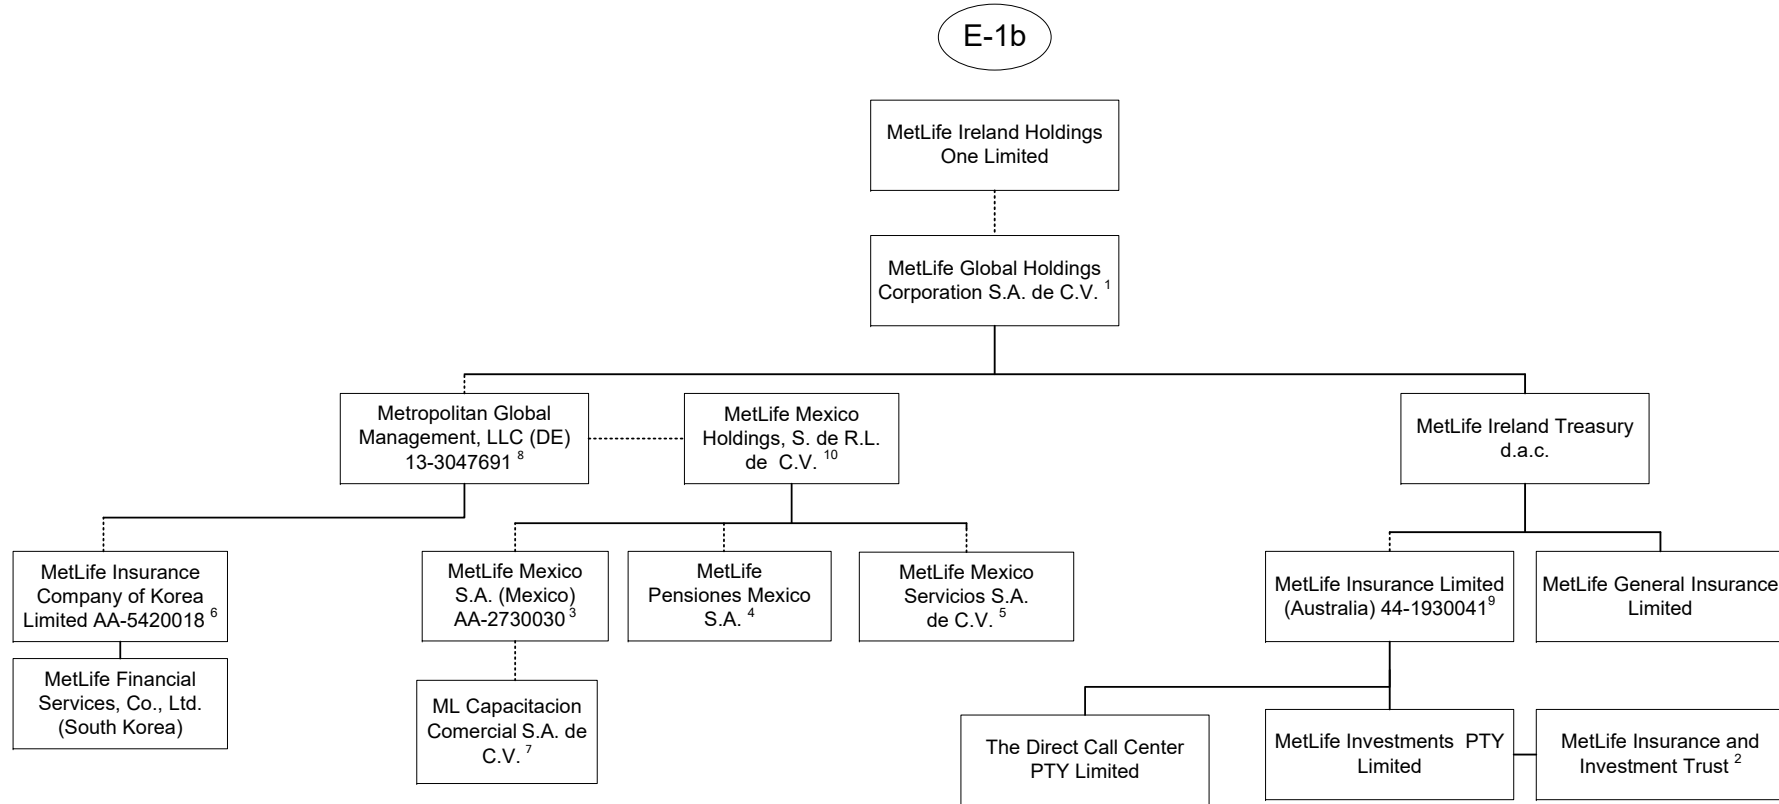 E-1b
MetLife Ireland Holdings
One Limited
MetLife Global Holdings
Corporation S.A. de C.V. 1
Metropolitan Global
Management, LLC (DE)
13-3047691 8
MetLife Mexico
Holdings, S. de R.L.
de C.V. 10
MetLife Ireland Treasury
d.a.c.
MetLife Insurance
Company of Korea
Limited AA-5420018 6
MetLife Mexico
S.A. (Mexico)
AA-2730030 3
MetLife
Pensiones Mexico
S.A. 4
MetLife Mexico
Servicios S.A.
de C.V. 5
MetLife Insurance Limited
(Australia) 44-1930041 9
MetLife General Insurance
Limited
MetLife Financial
Services, Co., Ltd.
(South Korea)
ML Capacitacion
Comercial S.A. de
C.V. 7
The Direct Call Center
PTY Limited
MetLife Investments PTY
Limited
MetLife Insurance and
Investment Trust 2